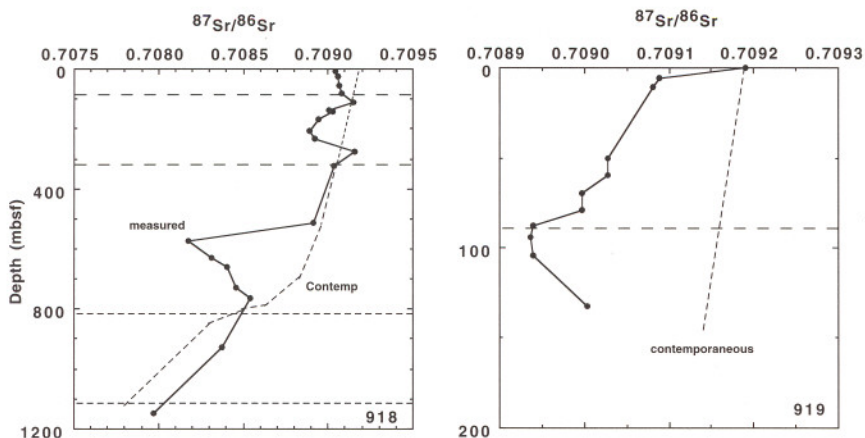 ⁸⁷Sr/⁸⁶Sr
0.7075 0.7080 0.7085 0.7090 0.7095
0
400
800
1200
Depth (mbsf)
measured
Contemp
918
⁸⁷Sr/⁸⁶Sr
0.7089 0.7090 0.7091 0.7092 0.7093
0
100
200
contemporaneous
919